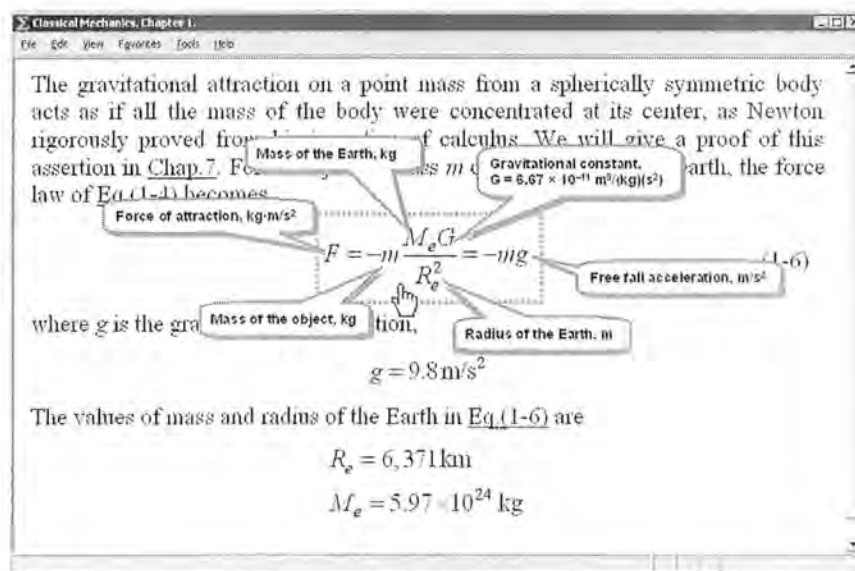 Classical Mechanics, Chapter 1.
File Edit View Favorites Tools Help
The gravitational attraction on a point mass from a spherically symmetric body
acts as if all the mass of the body were concentrated at its center, as Newton
rigorously proved from of calculus. We will give a proof of this
assertion in Chap.7. m earth, the force
law of Eq.(1-4) becomes
Mass of the Earth, kg
Gravitational constant,
G = 6.67 × 10⁻¹¹ m³/(kg)(s²)
Force of attraction, kg·m/s²
F = −m MₑG / Rₑ² = −mg (1-6)
Free fall acceleration, m/s²
Mass of the object, kg
Radius of the Earth, m
where g is the gra tion,
g = 9.8 m/s²
The values of mass and radius of the Earth in Eq.(1-6) are
Rₑ = 6,371 km
Mₑ = 5.97 · 10²⁴ kg